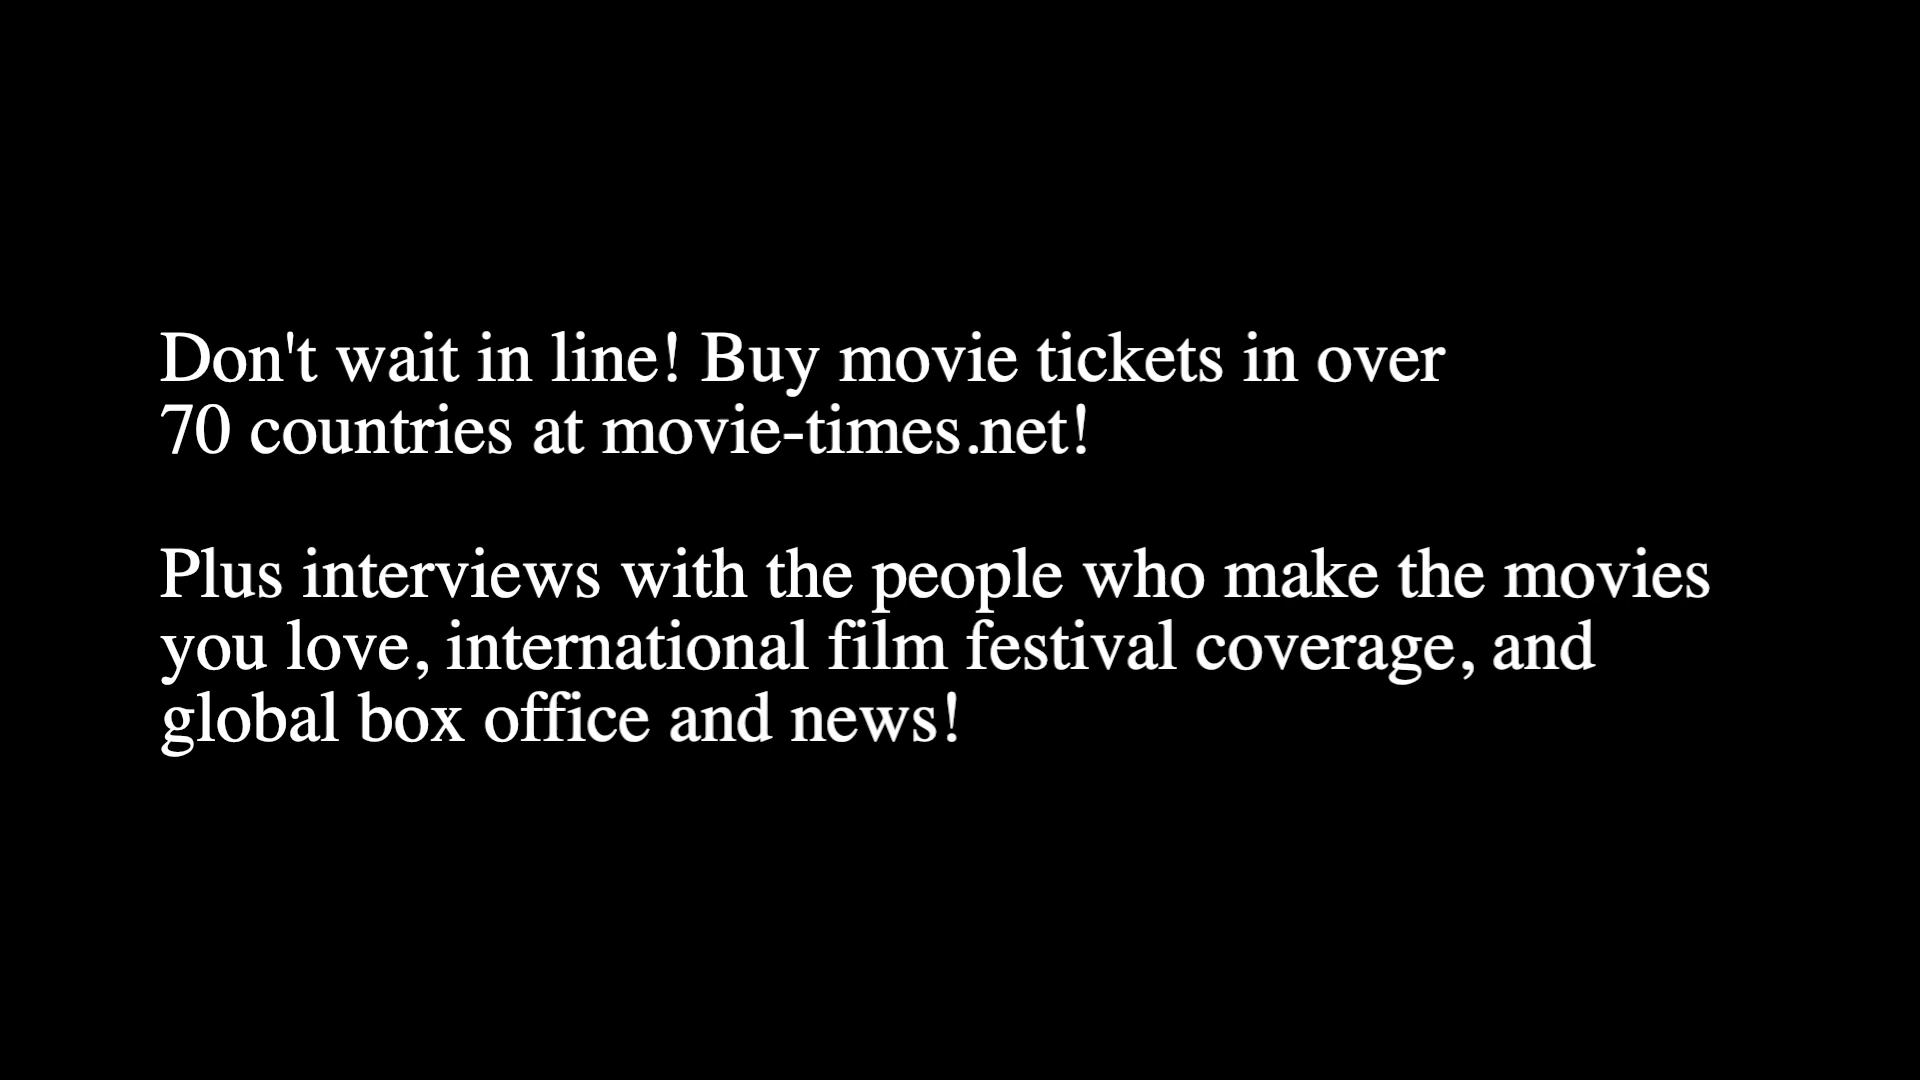 Don't wait in line! Buy movie tickets in over
70 countries at movie-times.net!
Plus interviews with the people who make the movies
you love, international film festival coverage, and
global box office and news!